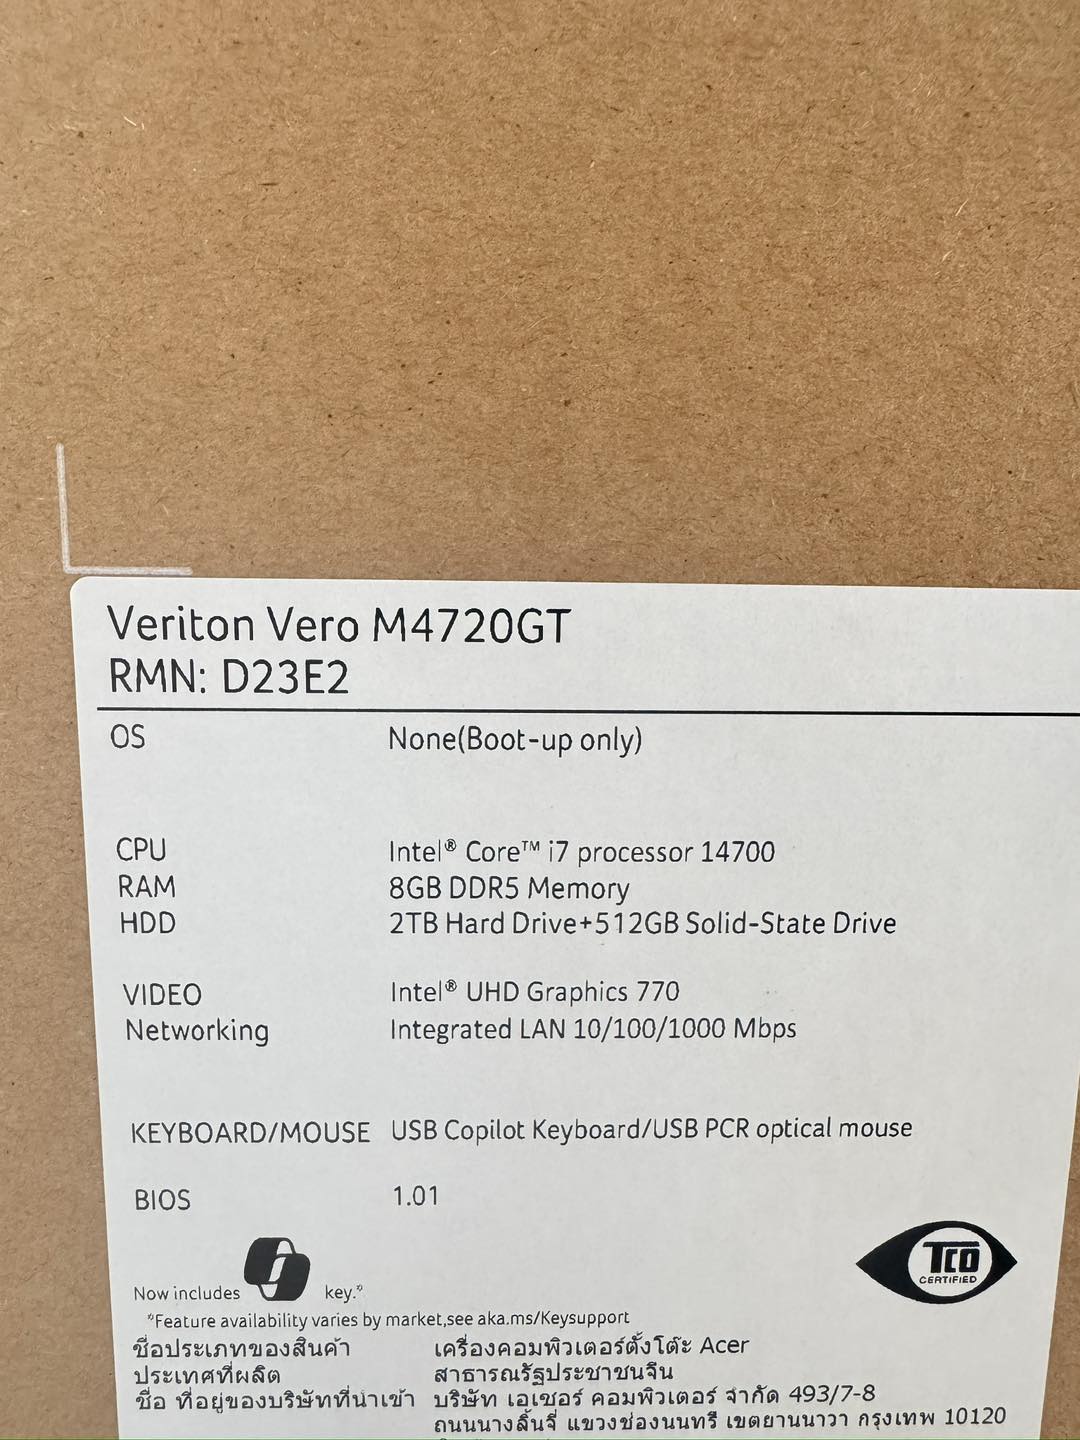 Veriton Vero M4720GT
RMN: D23E2
OS None(Boot-up only)
CPU Intel® Core™ i7 processor 14700
RAM 8GB DDR5 Memory
HDD 2TB Hard Drive+512GB Solid-State Drive
VIDEO Intel® UHD Graphics 770
Networking Integrated LAN 10/100/1000 Mbps
KEYBOARD/MOUSE USB Copilot Keyboard/USB PCR optical mouse
BIOS 1.01
TCO
CERTIFIED
Now includes key.*⁾
*⁾Feature availability varies by market,see aka.ms/Keysupport
ชื่อประเภทของสินค้า เครื่องคอมพิวเตอร์ตั้งโต๊ะ Acer
ประเทศที่ผลิต สาธารณรัฐประชาชนจีน
ชื่อ ที่อยู่ของบริษัทที่นำเข้า บริษัท เอเซอร์ คอมพิวเตอร์ จำกัด 493/7-8
ถนนนางลิ้นจี่ แขวงช่องนนทรี เขตยานนาวา กรุงเทพ 10120